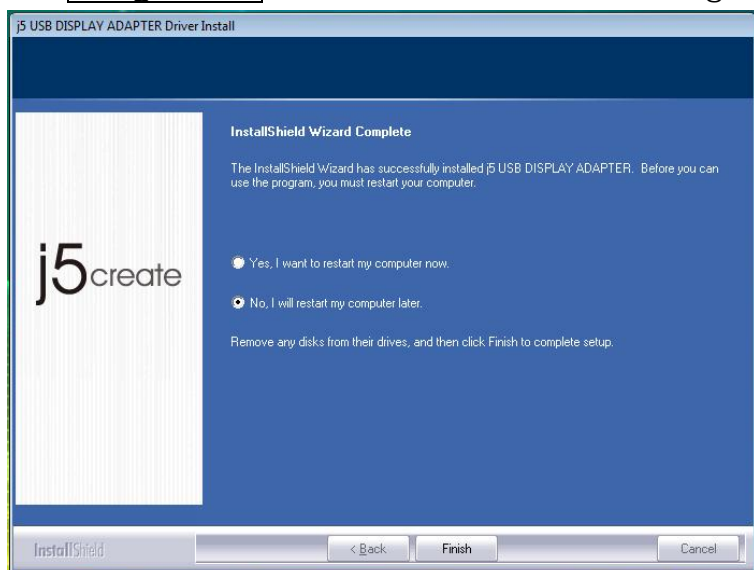 j5 USB DISPLAY ADAPTER Driver Install
InstallShield Wizard Complete
The InstallShield Wizard has successfully installed j5 USB DISPLAY ADAPTER. Before you can
use the program, you must restart your computer.
j5create
Yes, I want to restart my computer now.
No, I will restart my computer later.
Remove any disks from their drives, and then click Finish to complete setup.
InstallShield
< Back
Finish
Cancel